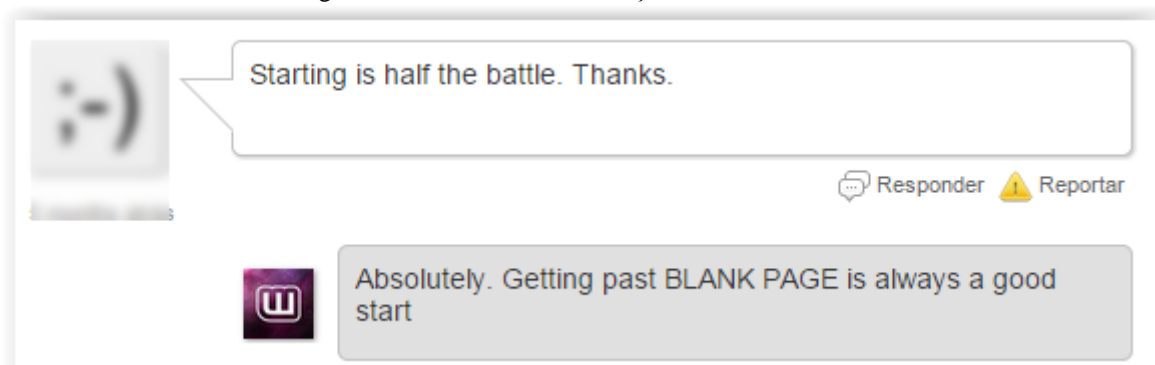 ;-)
Starting is half the battle. Thanks.
Responder Reportar
Absolutely. Getting past BLANK PAGE is always a good
start